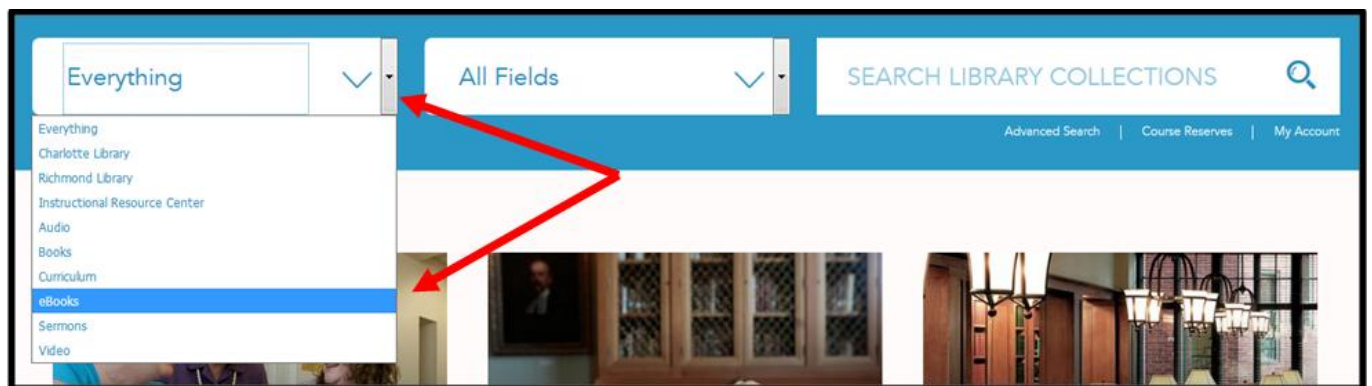 Everything
All Fields
SEARCH LIBRARY COLLECTIONS
Advanced Search | Course Reserves | My Account
Everything
Charlotte Library
Richmond Library
Instructional Resource Center
Audio
Books
Curriculum
eBooks
Sermons
Video